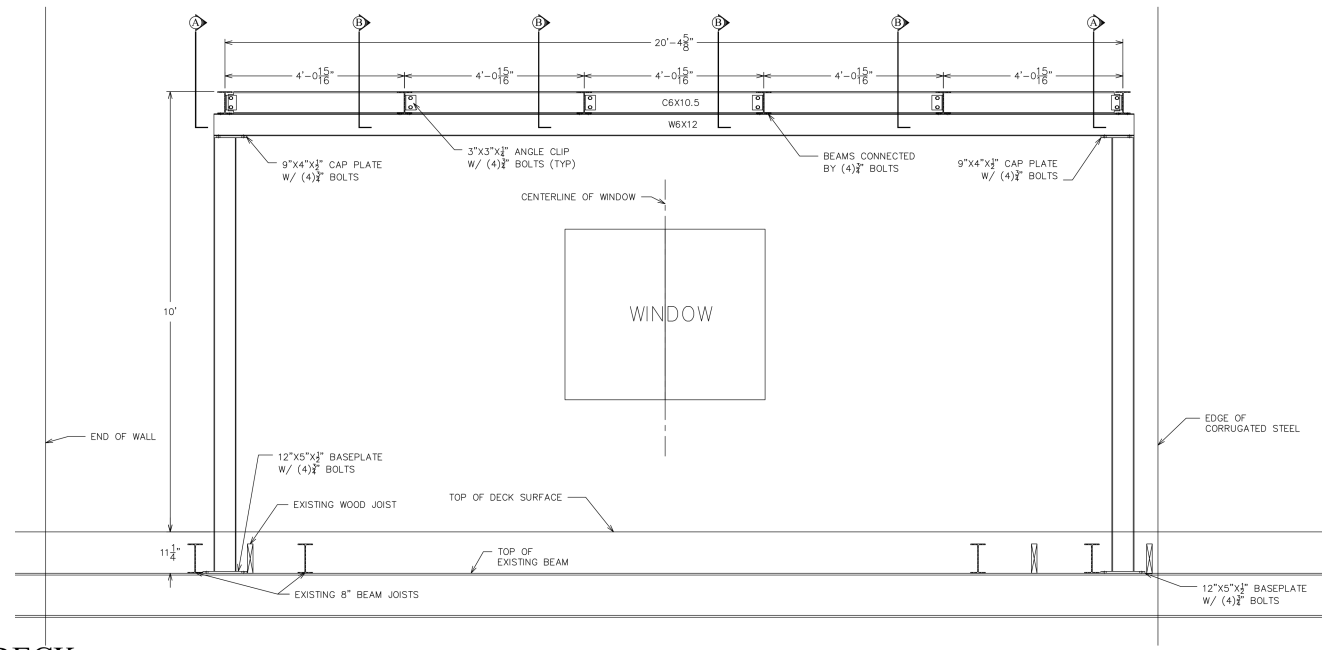 A B B B B A
20'-4 5/8"
4'-0 15/16" 4'-0 15/16" 4'-0 15/16" 4'-0 15/16" 4'-0 15/16"
C6X10.5
W6X12
9"X4"X1/2" CAP PLATE
W/ (4)3/4" BOLTS
3"X3"X1/4" ANGLE CLIP
W/ (4)3/4" BOLTS (TYP)
BEAMS CONNECTED
BY (4)3/4" BOLTS
9"X4"X1/2" CAP PLATE
W/ (4)3/4" BOLTS
CENTERLINE OF WINDOW
10'
WINDOW
END OF WALL
EDGE OF
CORRUGATED STEEL
12"X5"X1/2" BASEPLATE
W/ (4)3/4" BOLTS
EXISTING WOOD JOIST
TOP OF DECK SURFACE
11 1/4"
TOP OF
EXISTING BEAM
EXISTING 8" BEAM JOISTS
12"X5"X1/2" BASEPLATE
W/ (4)3/4" BOLTS